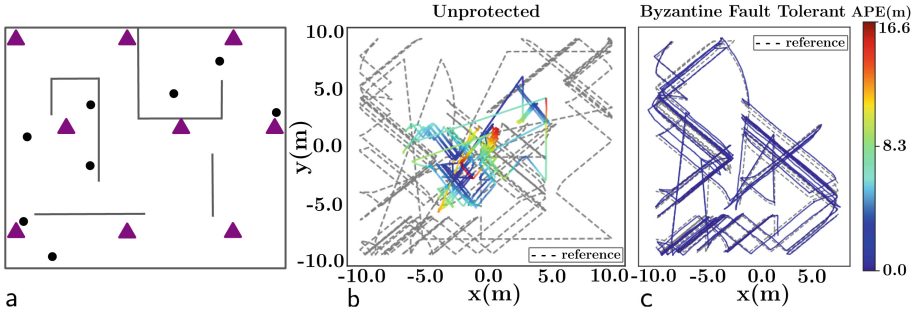 Unprotected
Byzantine Fault Tolerant APE(m)
10.0
5.0
0.0
-5.0
-10.0
y(m)
reference
reference
16.6
8.3
0.0
-10.0 -5.0 0.0 5.0 10.0
-10.0 -5.0 0.0 5.0
x(m)
x(m)
a
b
c